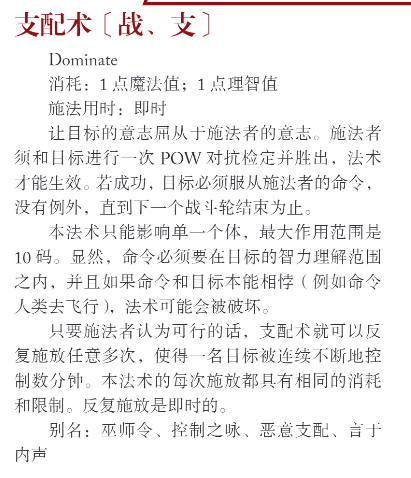 支配术〔战、支〕
Dominate
消耗：1 点魔法值；1 点理智值
施法用时：即时
让目标的意志屈从于施法者的意志。施法者
须和目标进行一次 POW 对抗检定并胜出，法术
才能生效。若成功，目标必须服从施法者的命令，
没有例外，直到下一个战斗轮结束为止。
本法术只能影响单一个体，最大作用范围是
10 码。显然，命令必须要在目标的智力理解范围
之内，并且如果命令和目标本能相悖（例如命令
人类去飞行），法术可能会被破坏。
只要施法者认为可行的话，支配术就可以反
复施放任意多次，使得一名目标被连续不断地控
制数分钟。本法术的每次施放都具有相同的消耗
和限制。反复施放是即时的。
别名：巫师令、控制之咏、恶意支配、言于
内声